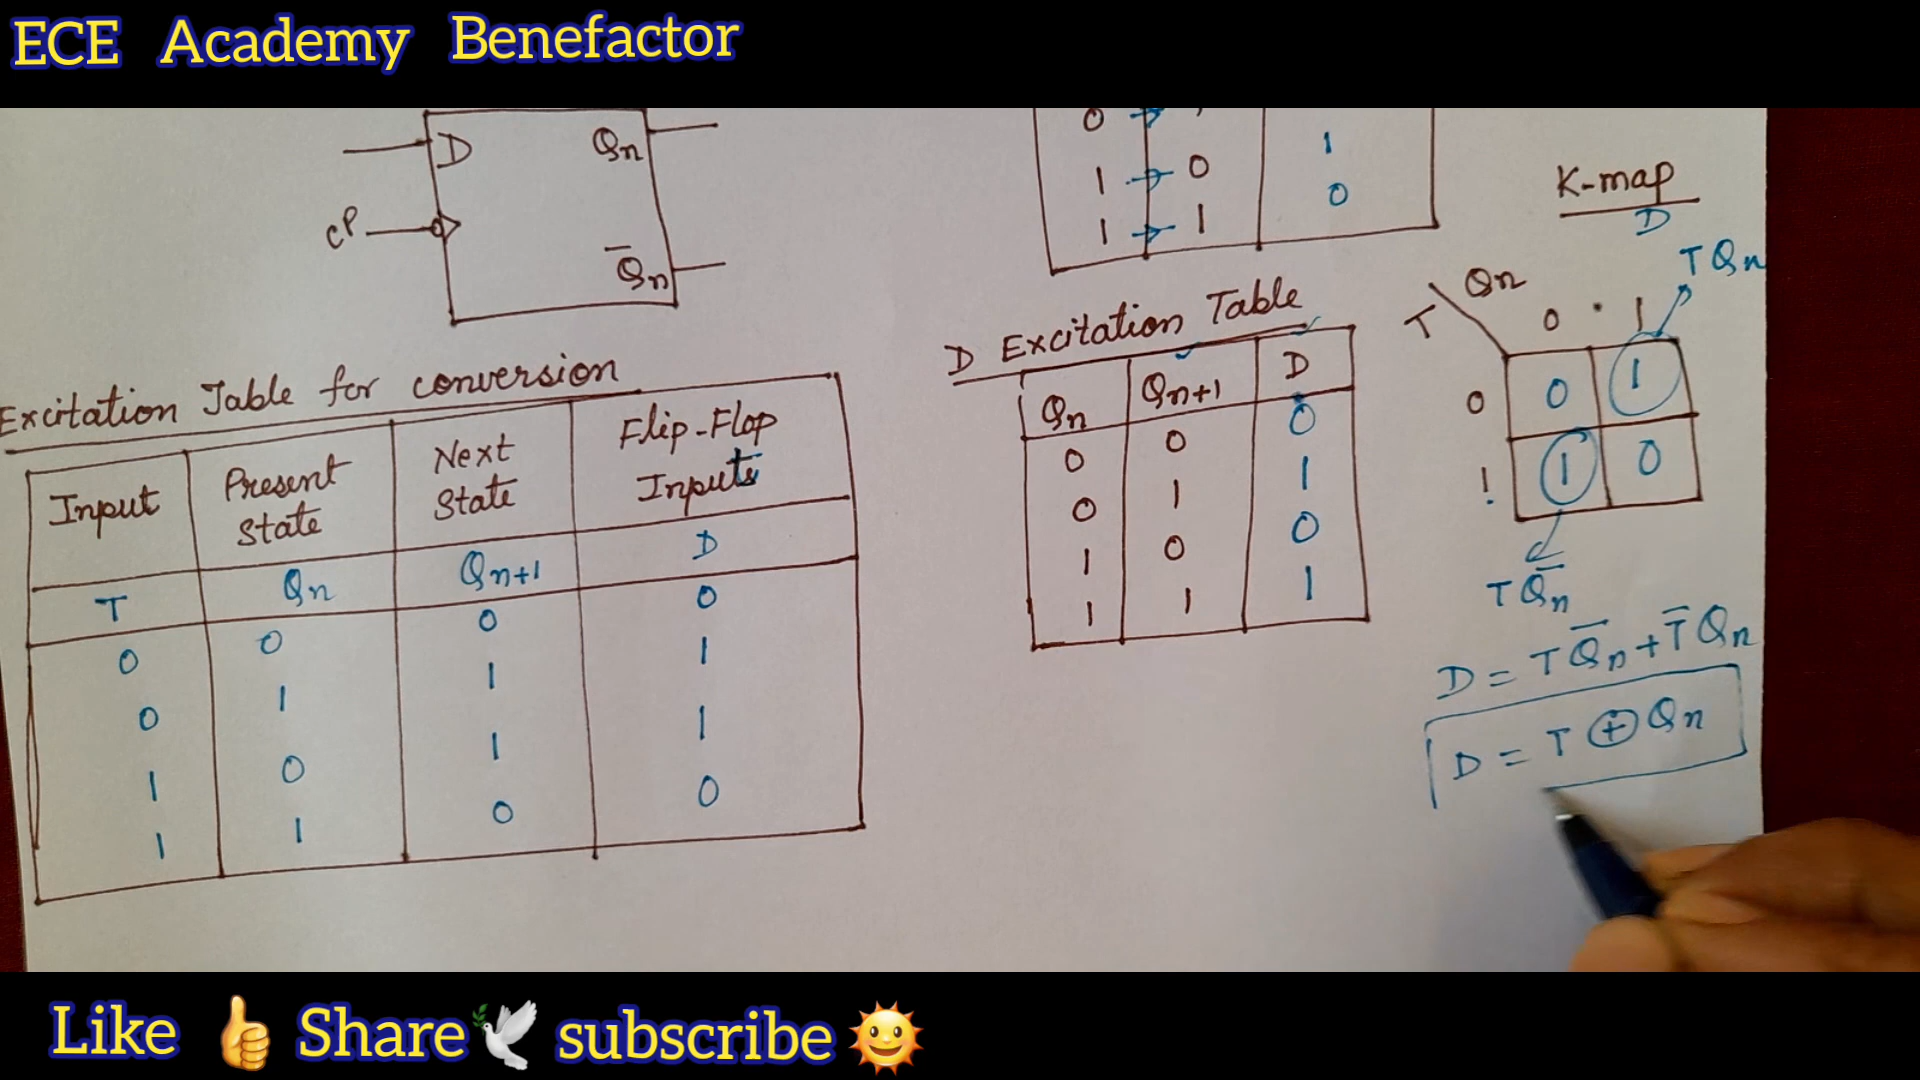 ECE Academy Benefactor
D Qn
CP
Q̅n
0 → 1
1 → 0 0
1 → 1
K-map
D
TQn
T Qn
0 1
0 0 1
1 1 0
TQ̅n
D = TQ̅n + T̅Qn
D = T ⊕ Qn
D Excitation Table
Qn Qn+1 D
0 0 0
0 1 1
1 0 0
1 1 1
Excitation Table for conversion
Input Present State Next State Flip-Flop Inputs
T Qn Qn+1 D
0 0 0 0
0 1 1 1
1 0 1 1
1 1 0 0
Like 👍 Share 🕊 subscribe 🌞